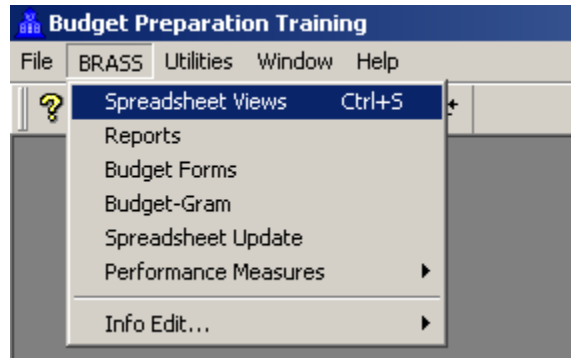 Budget Preparation Training
File BRASS Utilities Window Help
Spreadsheet Views Ctrl+S
Reports
Budget Forms
Budget-Gram
Spreadsheet Update
Performance Measures
Info Edit...